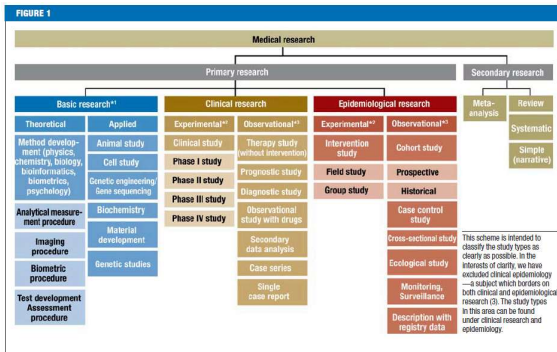 FIGURE 1
Medical research
Primary research
Secondary research
Basic research*1
Clinical research
Epidemiological research
Meta-
analysis
Review
Systematic
Simple
(narrative)
Theoretical
Method develop-
ment (physics,
chemistry, biology,
bioinformatics,
biometrics,
psychology)
Analytical measure-
ment procedure
Imaging
procedure
Biometric
procedure
Test development
Assessment
procedure
Applied
Animal study
Cell study
Genetic engineering/
Gene sequencing
Biochemistry
Material
development
Genetic studies
Experimental*2
Clinical study
Phase I study
Phase II study
Phase III study
Phase IV study
Observational*3
Therapy study
(without intervention)
Prognostic study
Diagnostic study
Observational
study with drugs
Secondary
data analysis
Case series
Single
case report
Experimental*2
Intervention
study
Field study
Group study
Observational*3
Cohort study
Prospective
Historical
Case control
study
Cross-sectional study
Ecological study
Monitoring,
Surveillance
Description with
registry data
This scheme is intended to
classify the study types as
clearly as possible. In the
interests of clarity, we have
excluded clinical epidemiology
—a subject which borders on
both clinical and epidemiological
research (3). The study types
in this area can be found
under clinical research and
epidemiology.